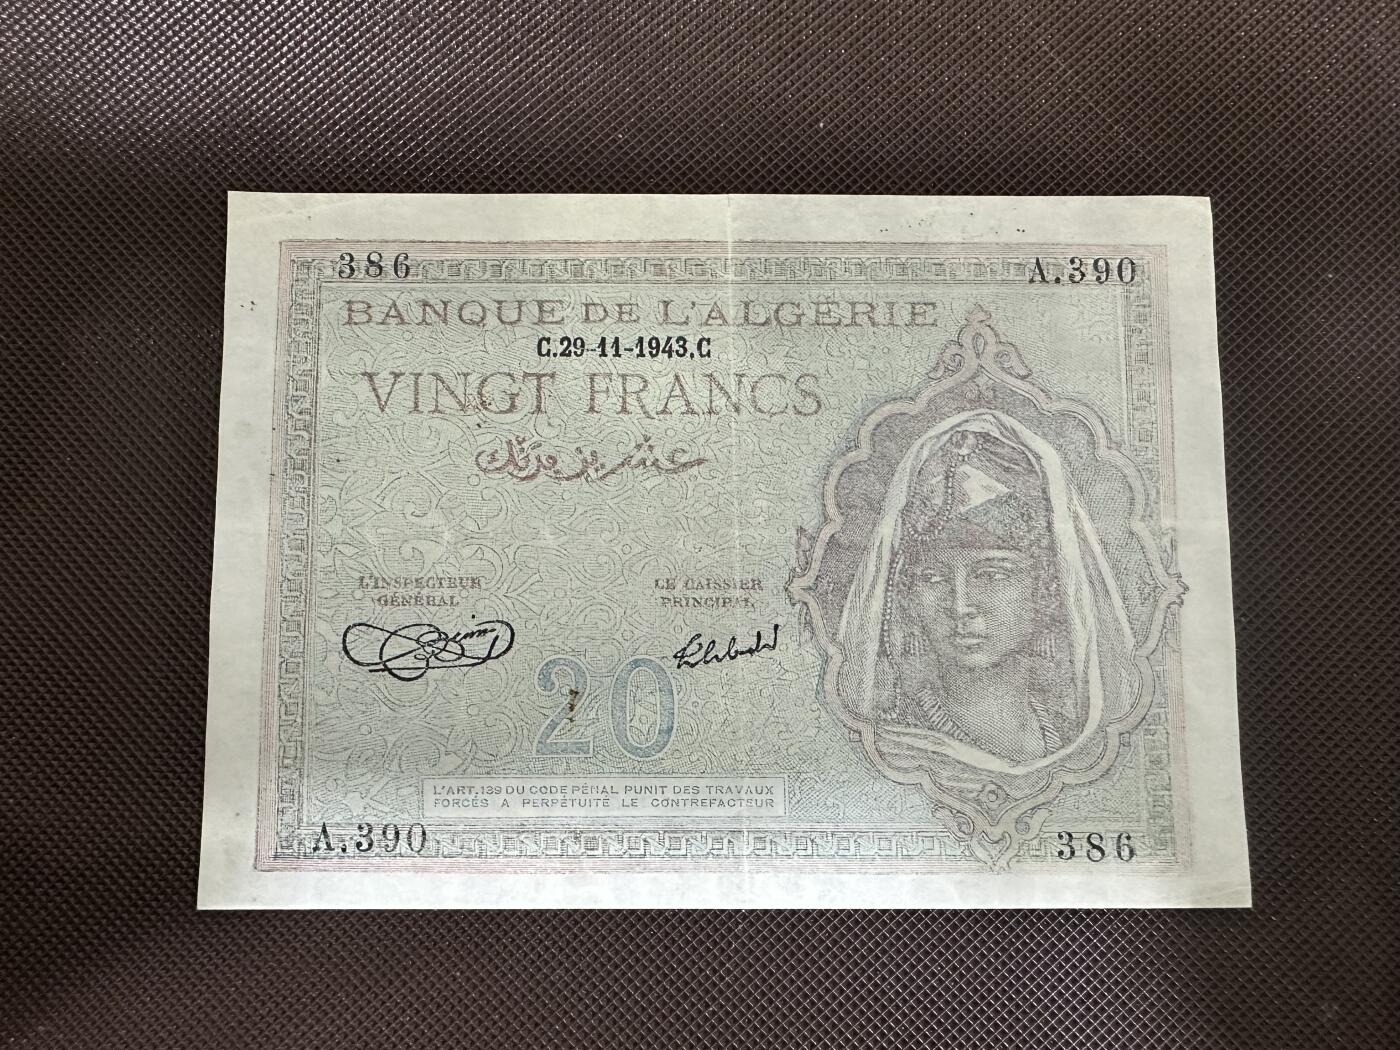 386
A.390
BANQUE DE L'ALGÉRIE
C.29-11-1943.C
VINGT FRANCS
عشرين فرنك
L'INSPECTEUR
GÉNÉRAL
LE CAISSIER
PRINCIPAL
20
L'ART. 139 DU CODE PÉNAL PUNIT DES TRAVAUX
FORCÉS A PERPÉTUITÉ LE CONTREFACTEUR
A.390
386